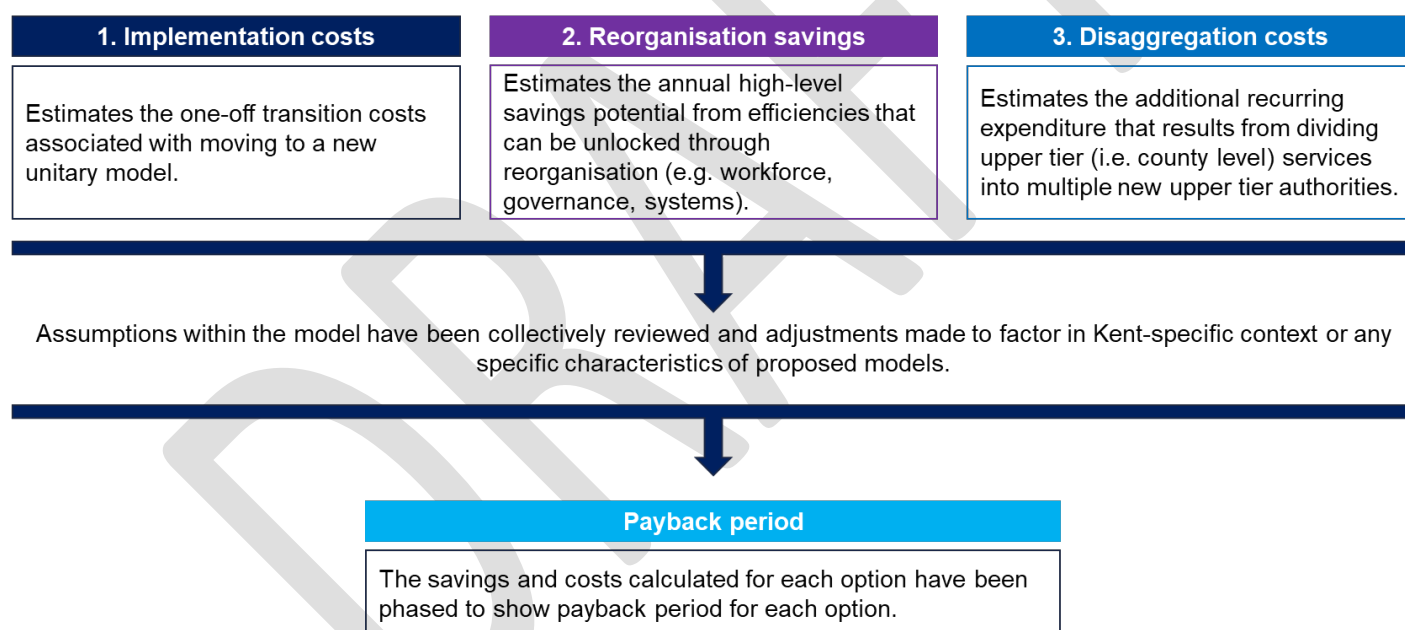 1. Implementation costs
Estimates the one-off transition costs
associated with moving to a new
unitary model.
2. Reorganisation savings
Estimates the annual high-level
savings potential from efficiencies that
can be unlocked through
reorganisation (e.g. workforce,
governance, systems).
3. Disaggregation costs
Estimates the additional recurring
expenditure that results from dividing
upper tier (i.e. county level) services
into multiple new upper tier authorities.
Assumptions within the model have been collectively reviewed and adjustments made to factor in Kent-specific context or any
specific characteristics of proposed models.
Payback period
The savings and costs calculated for each option have been
phased to show payback period for each option.
DRAFT